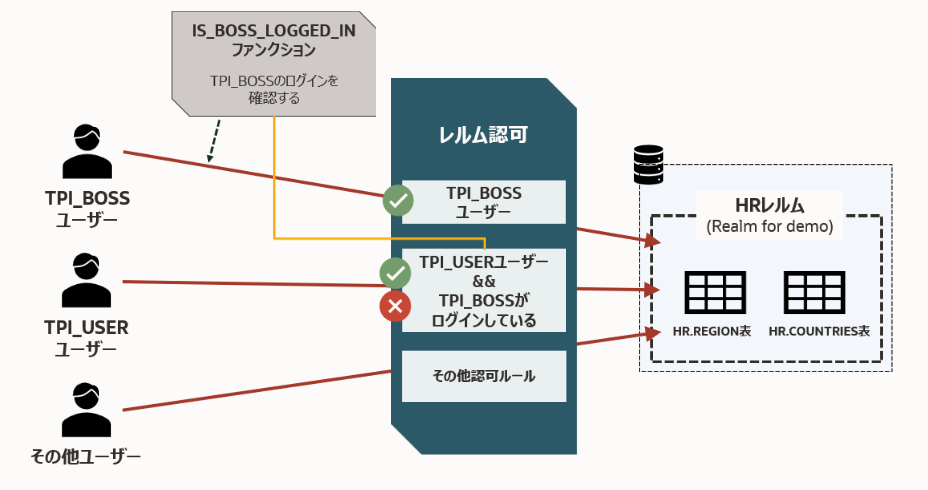 IS_BOSS_LOGGED_IN
ファンクション
TPI_BOSSのログインを
確認する
レルム認可
TPI_BOSS
ユーザー
TPI_BOSS
ユーザー
HRレルム
(Realm for demo)
TPI_USERユーザー
&&
TPI_BOSSが
ログインしている
TPI_USER
ユーザー
HR.REGION表
HR.COUNTRIES表
その他認可ルール
その他ユーザー